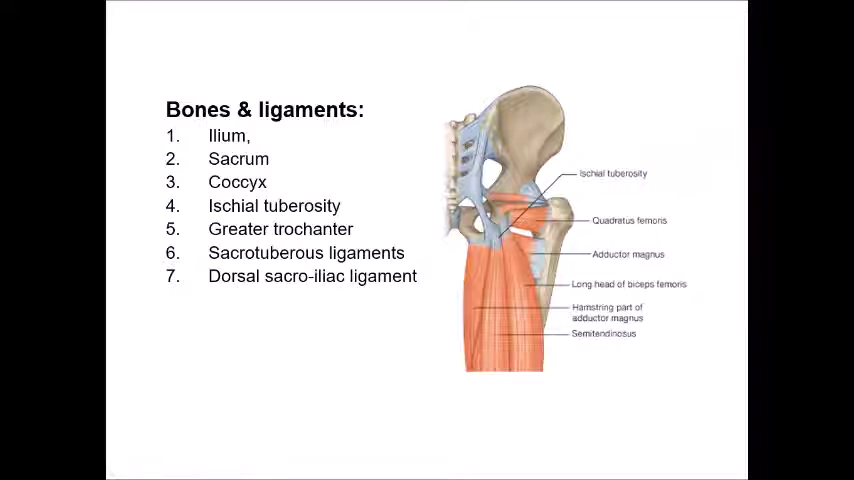 Bones & ligaments:
1. Ilium,
2. Sacrum
3. Coccyx
4. Ischial tuberosity
5. Greater trochanter
6. Sacrotuberous ligaments
7. Dorsal sacro-iliac ligament
Ischial tuberosity
Quadratus femoris
Adductor magnus
Long head of biceps femoris
Hamstring part of
adductor magnus
Semitendinosus